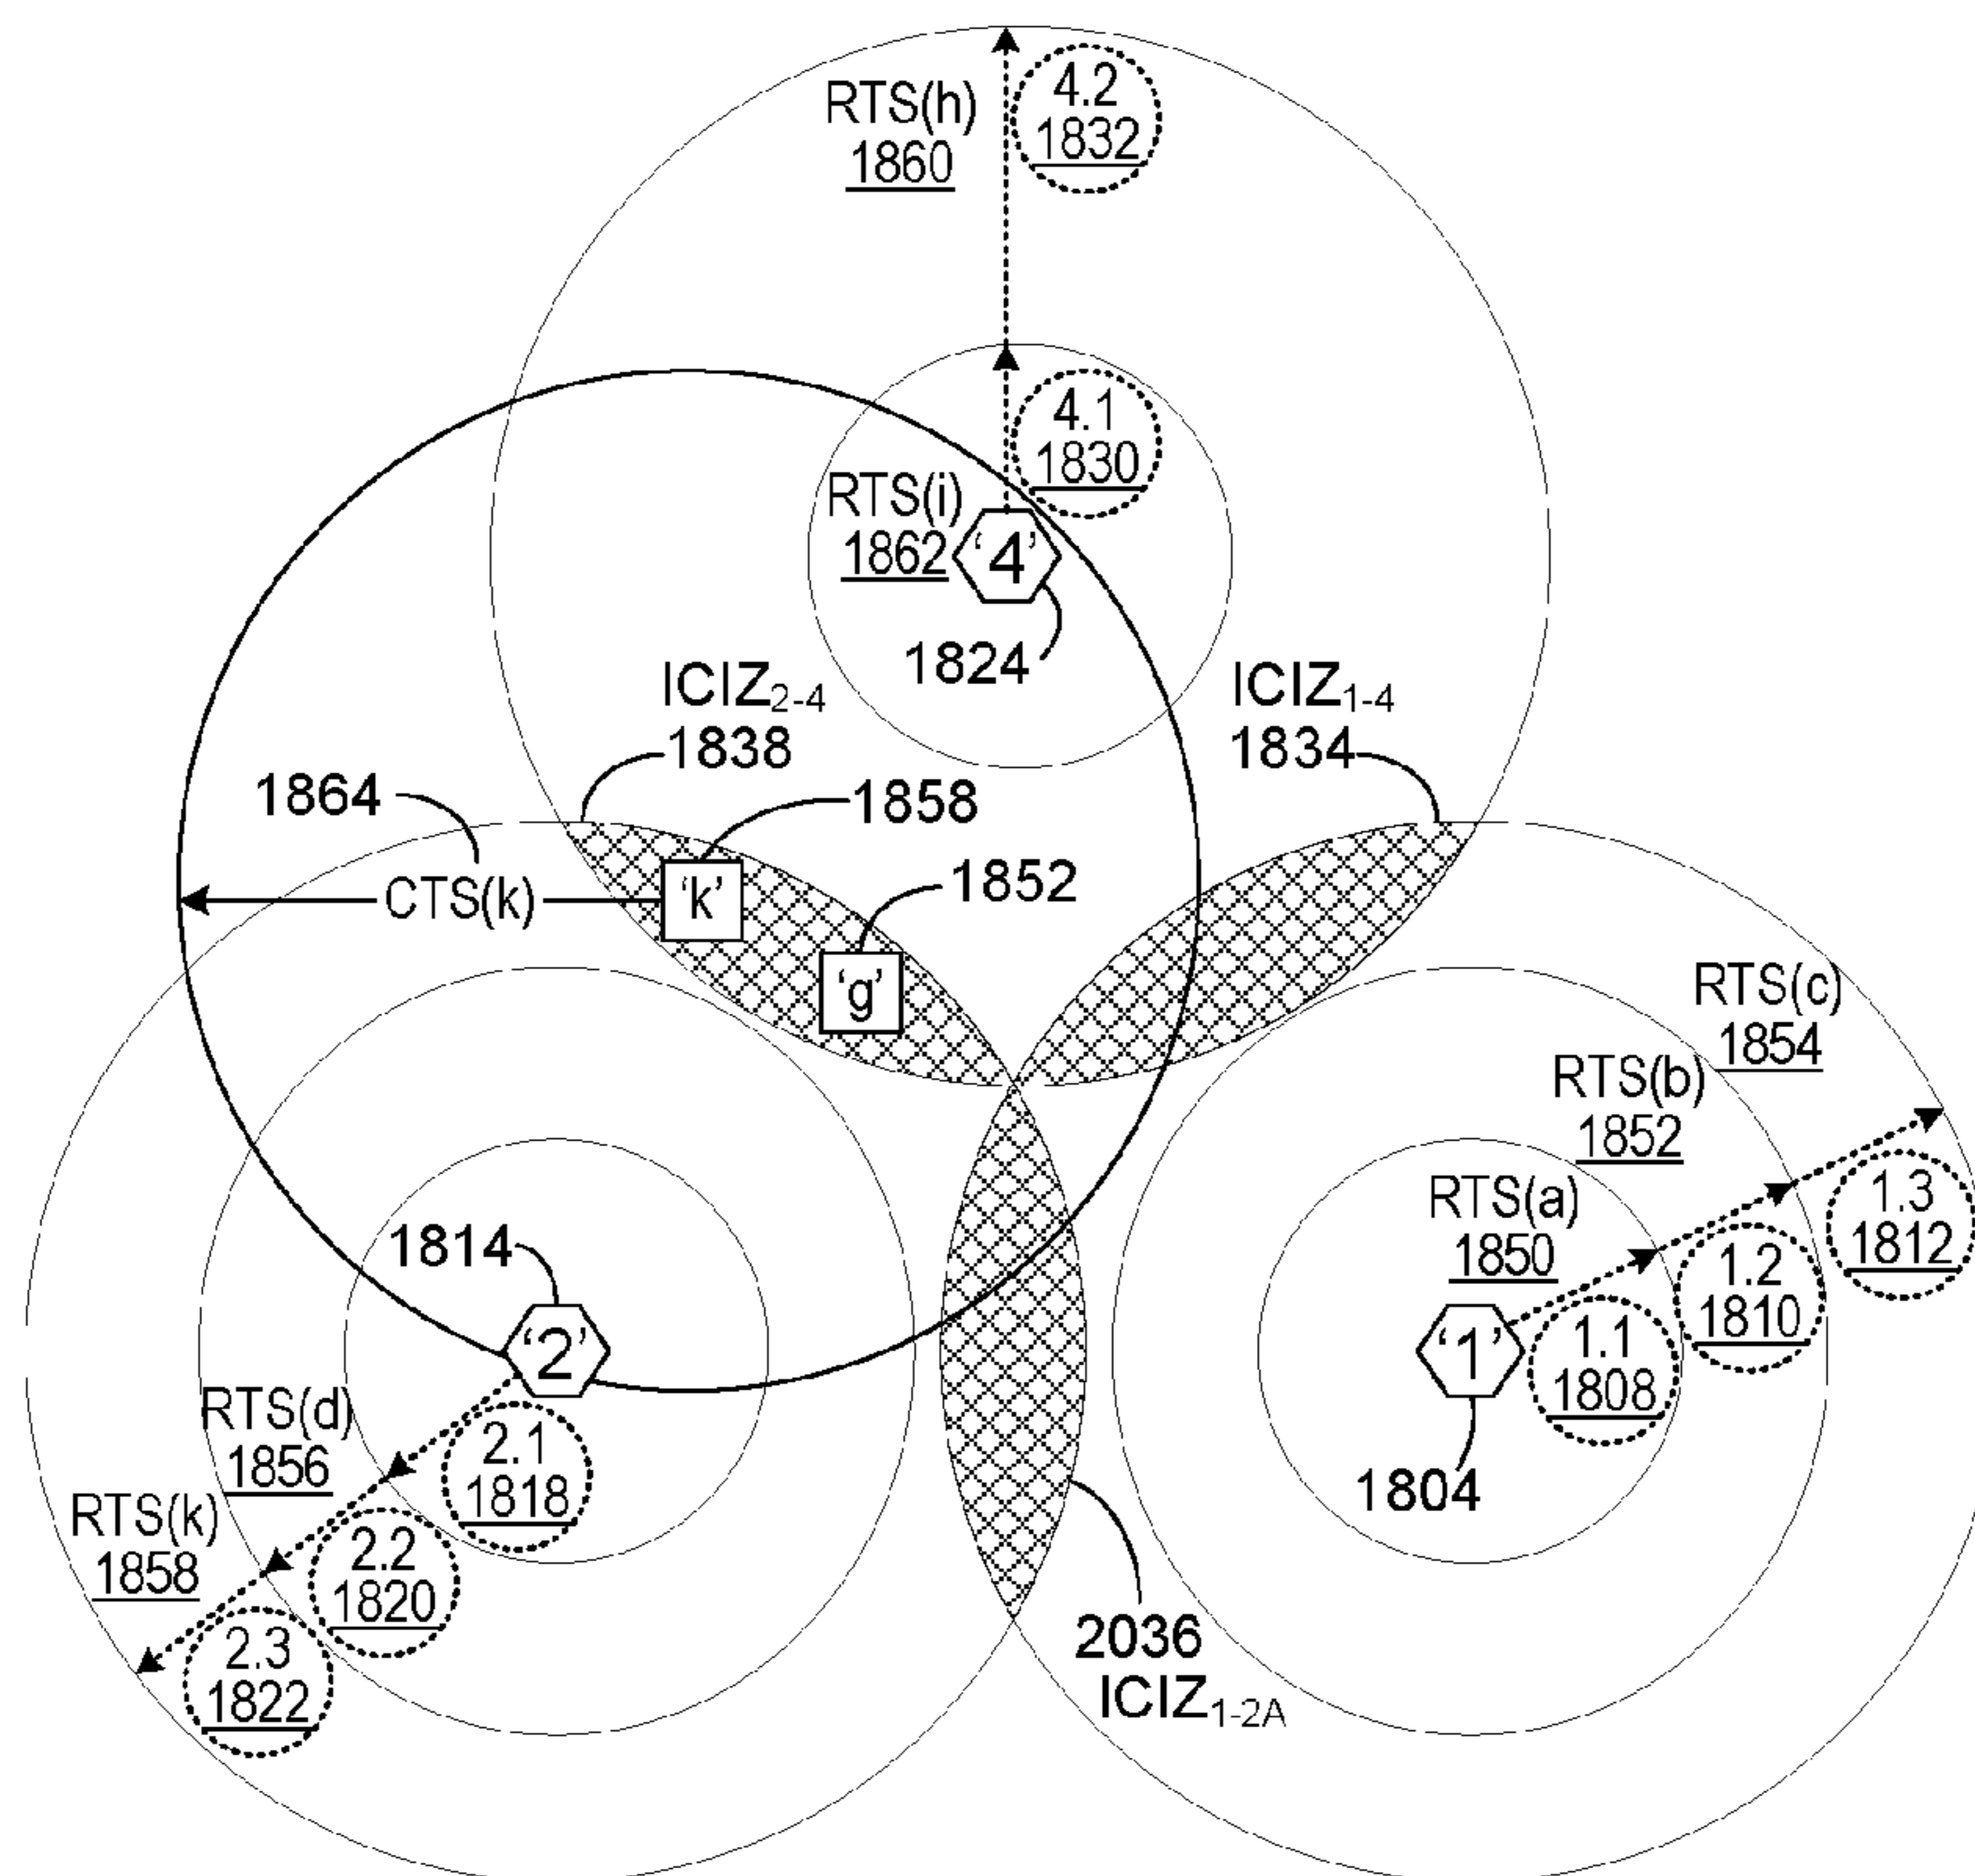 4.2
1832
RTS(h)
1860
4.1
1830
RTS(i)
1862
‘4’
1824
ICIZ2-4
1838
ICIZ1-4
1834
1864
1858
1852
CTS(k)
‘k’
‘g’
RTS(c)
1854
RTS(b)
1852
RTS(a)
1850
1.3
1812
1.2
1810
1.1
1808
‘1’
1804
1814
‘2’
RTS(d)
1856
2.1
1818
RTS(k)
1858
2.2
1820
2.3
1822
2036
ICIZ1-2A